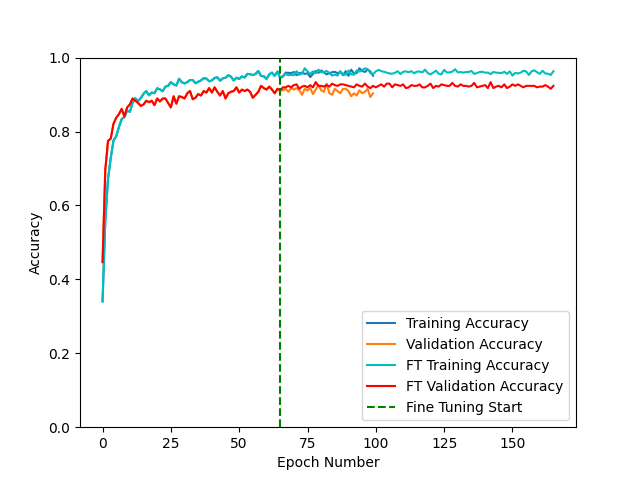 1.0
0.8
0.6
0.4
0.2
0.0
Accuracy
0 25 50 75 100 125 150
Epoch Number
Training Accuracy
Validation Accuracy
FT Training Accuracy
FT Validation Accuracy
Fine Tuning Start